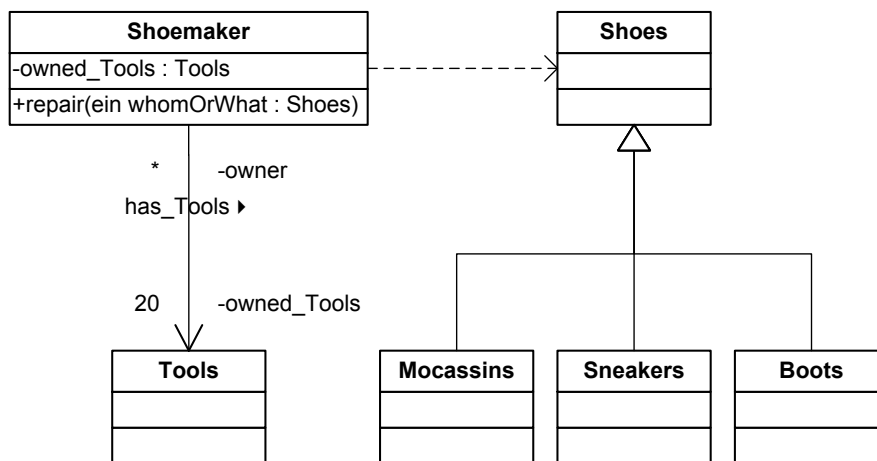 Shoemaker
-owned_Tools : Tools
+repair(ein whomOrWhat : Shoes)
Shoes
* -owner
has_Tools
20 -owned_Tools
Tools
Mocassins
Sneakers
Boots